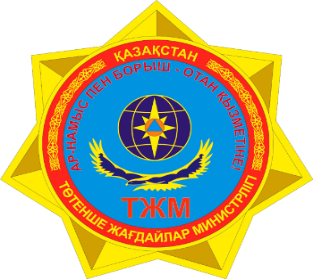 ҚАЗАҚСТАН
АР-НАМЫС ПЕН БОРЫШ - ОТАН ҚЫЗМЕТІНЕ!
ТЖМ
ТӨТЕНШЕ ЖАҒДАЙЛАР МИНИСТРЛІГІ